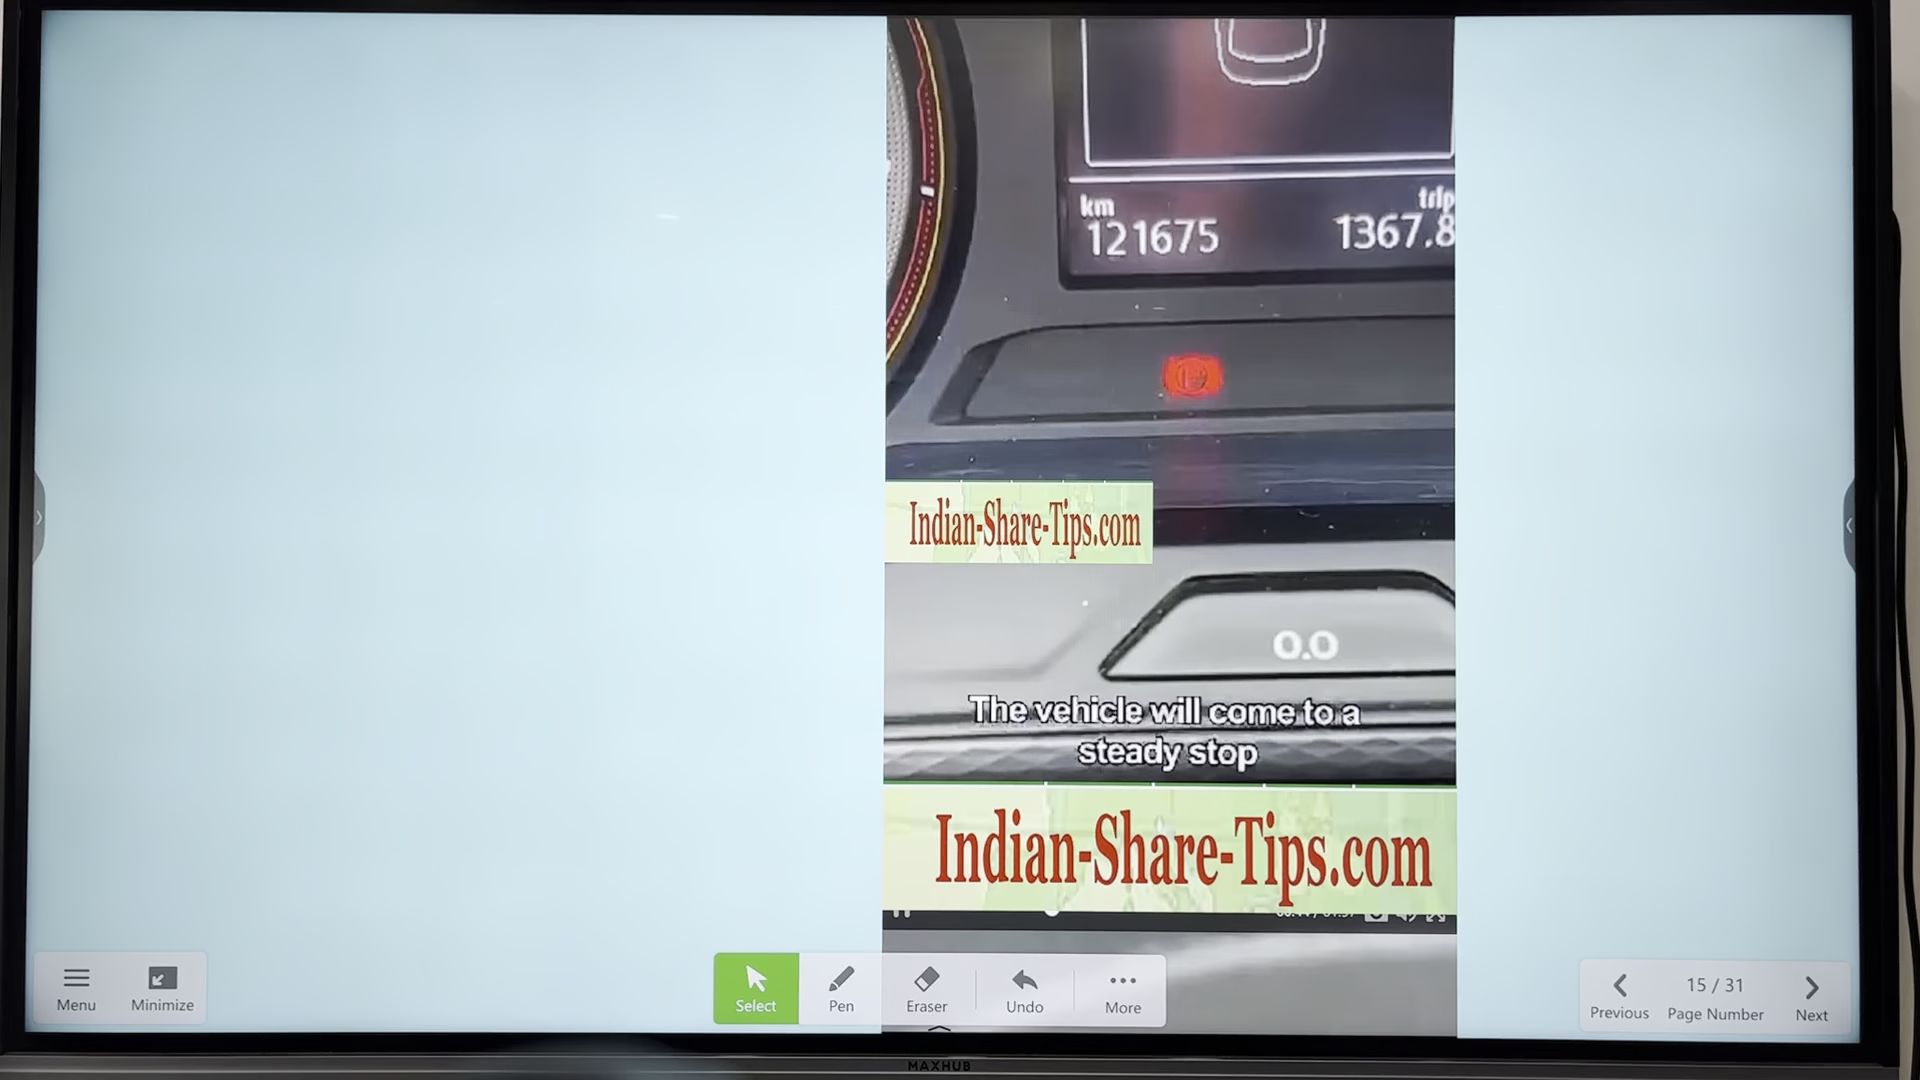 km
trip
121675
1367.8
Indian-Share-Tips.com
0.0
The vehicle will come to a
steady stop
Indian-Share-Tips.com
Menu
Minimize
Select
Pen
Eraser
Undo
More
Previous
15 / 31
Page Number
Next
MAXHUB